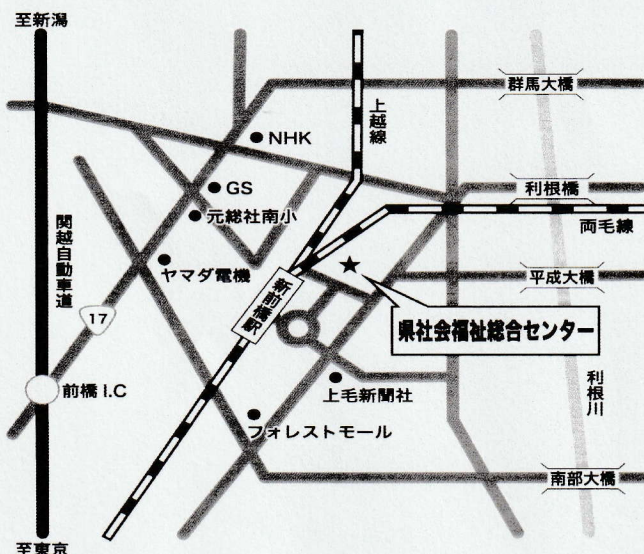 至新潟
群馬大橋
上越線
NHK
GS
利根橋
元総社南小
両毛線
関越自動車道
ヤマダ電機
新前橋駅
平成大橋
17
県社会福祉総合センター
前橋I.C
上毛新聞社
利根川
フォレストモール
南部大橋
至東京